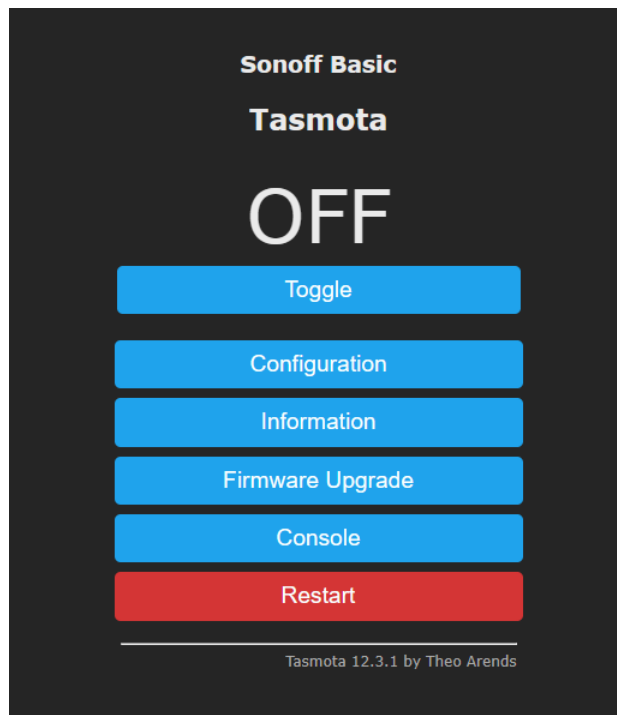 Sonoff Basic
Tasmota
OFF
Toggle
Configuration
Information
Firmware Upgrade
Console
Restart
Tasmota 12.3.1 by Theo Arends